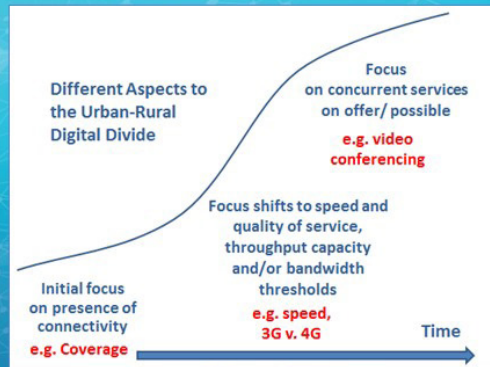 Different Aspects to
the Urban-Rural
Digital Divide
Focus
on concurrent services
on offer/ possible
e.g. video
conferencing
Focus shifts to speed and
quality of service,
throughput capacity
and/or bandwidth
thresholds
e.g. speed,
3G v. 4G
Initial focus
on presence of
connectivity
e.g. Coverage
Time